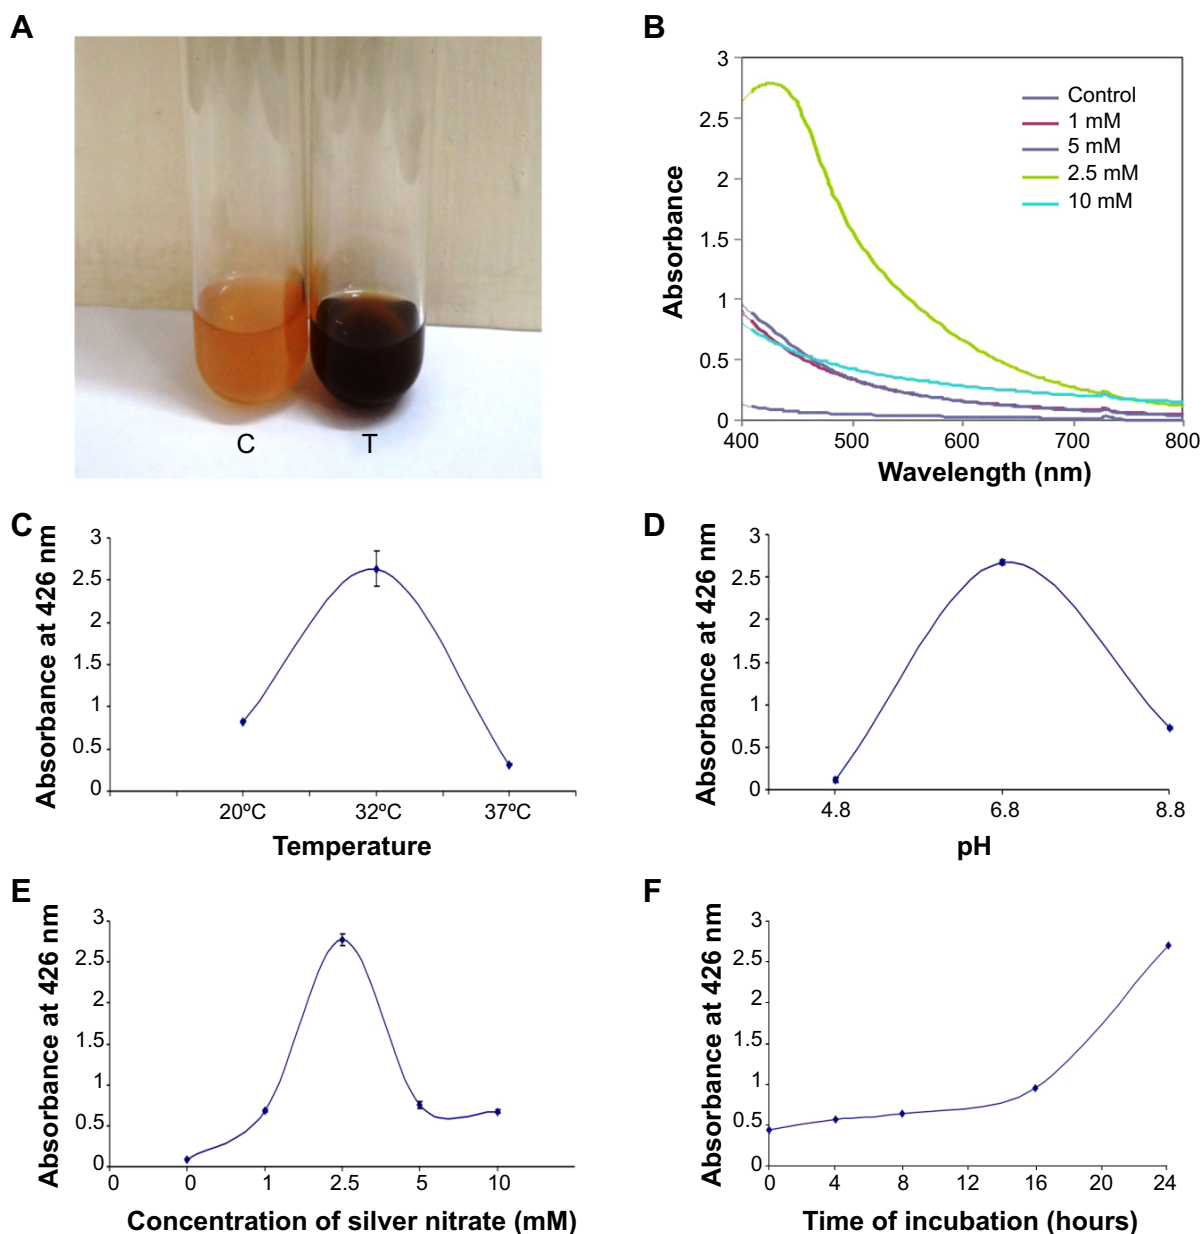 A
C
T
B
Absorbance
3
2.5
2
1.5
1
0.5
0
Control
1 mM
5 mM
2.5 mM
10 mM
400
500
600
700
800
Wavelength (nm)
C
Absorbance at 426 nm
3
2.5
2
1.5
1
0.5
0
20ºC
32ºC
37ºC
Temperature
D
Absorbance at 426 nm
3
2.5
2
1.5
1
0.5
0
4.8
6.8
8.8
pH
E
Absorbance at 426 nm
3
2.5
2
1.5
1
0.5
0
0
0
1
2.5
5
10
Concentration of silver nitrate (mM)
F
Absorbance at 426 nm
3
2.5
2
1.5
1
0.5
0
0
4
8
16
20
24
Time of incubation (hours)